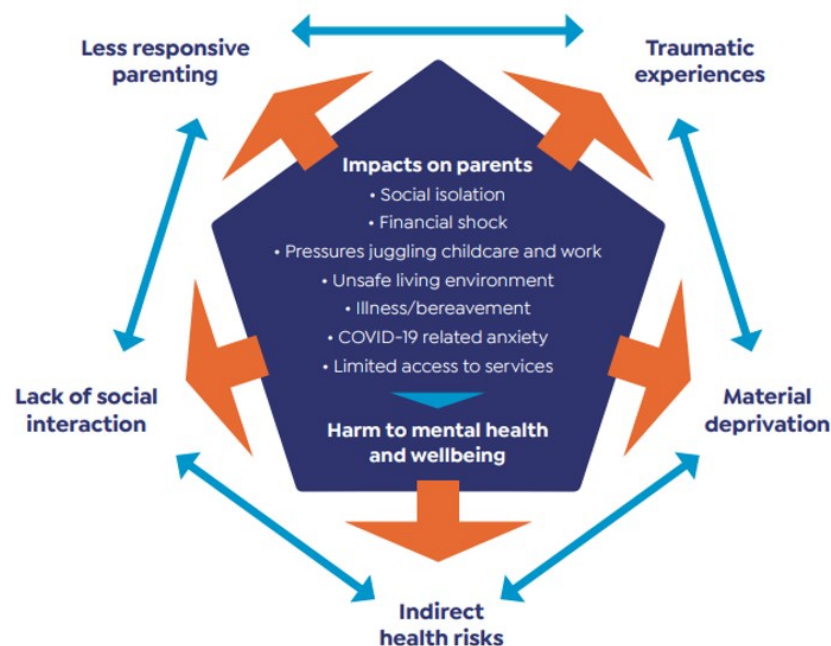 Less responsive
parenting
Traumatic
experiences
Impacts on parents
• Social isolation
• Financial shock
• Pressures juggling childcare and work
• Unsafe living environment
• Illness/bereavement
• COVID-19 related anxiety
• Limited access to services
Harm to mental health
and wellbeing
Lack of social
interaction
Material
deprivation
Indirect
health risks